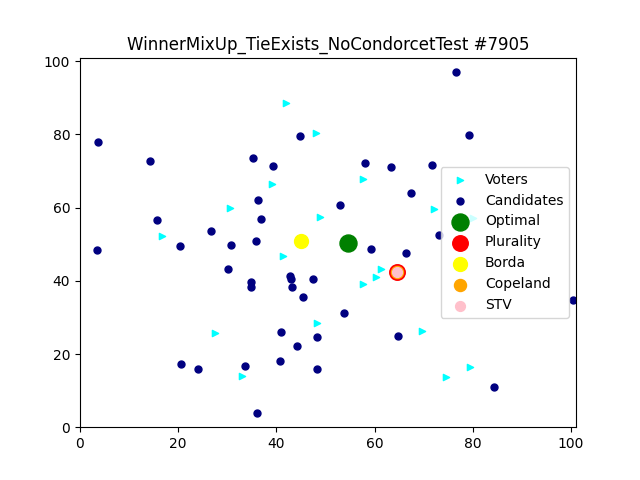 WinnerMixUp_TieExists_NoCondorcetTest #7905
100
80
60
40
20
0
0 20 40 60 80 100
Voters
Candidates
Optimal
Plurality
Borda
Copeland
STV